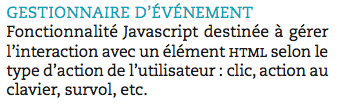 GESTIONNAIRE D’ÉVÉNEMENT
Fonctionnalité Javascript destinée à gérer
l’interaction avec un élément HTML selon le
type d’action de l’utilisateur : clic, action au
clavier, survol, etc.